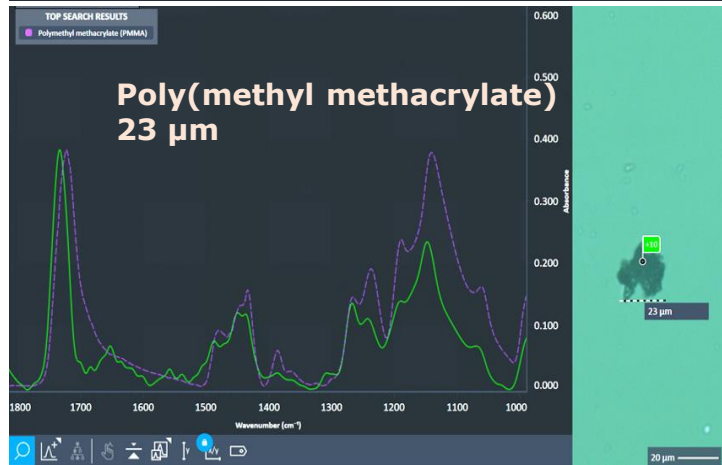 TOP SEARCH RESULTS
Polymethyl methacrylate (PMMA)
Poly(methyl methacrylate)
23 µm
0.600
0.500
0.400
0.300
0.200
0.100
0.000
Absorbance
1800 1700 1600 1500 1400 1300 1200 1100 1000
Wavenumber (cm⁻¹)
+10
23 µm
20 µm
Y
X/Y